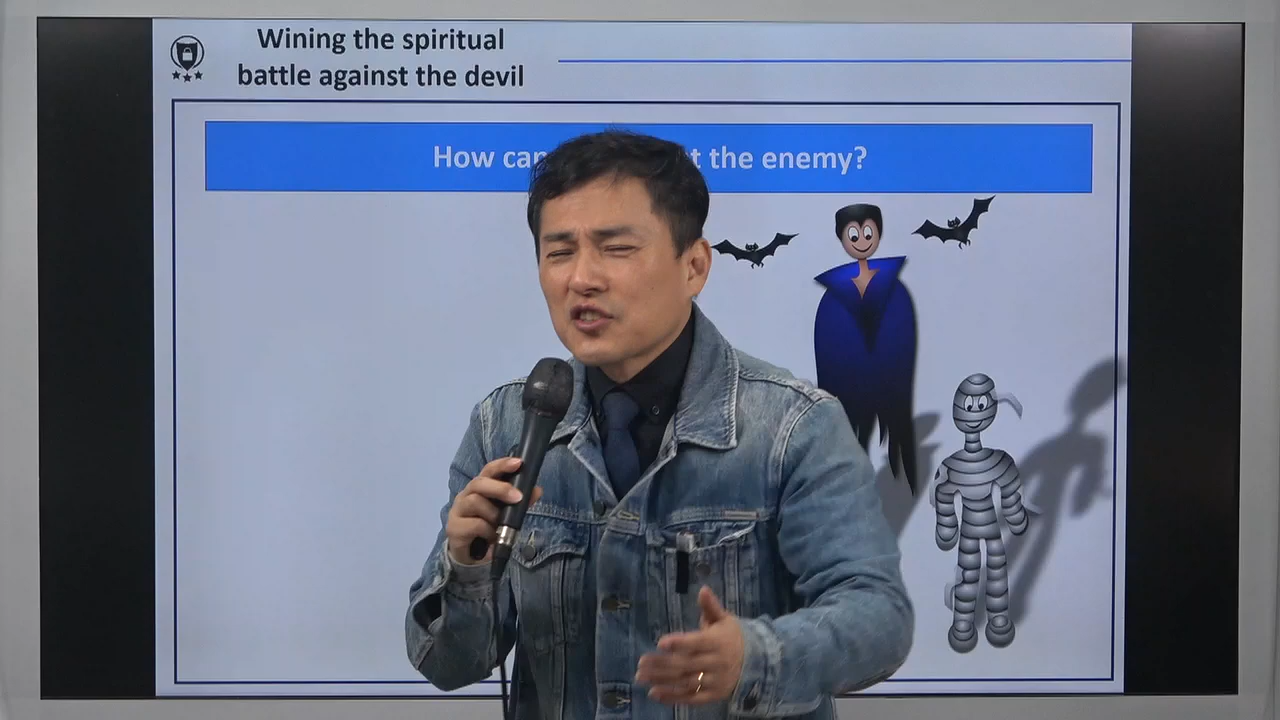 Wining the spiritual
battle against the devil
How can t the enemy?